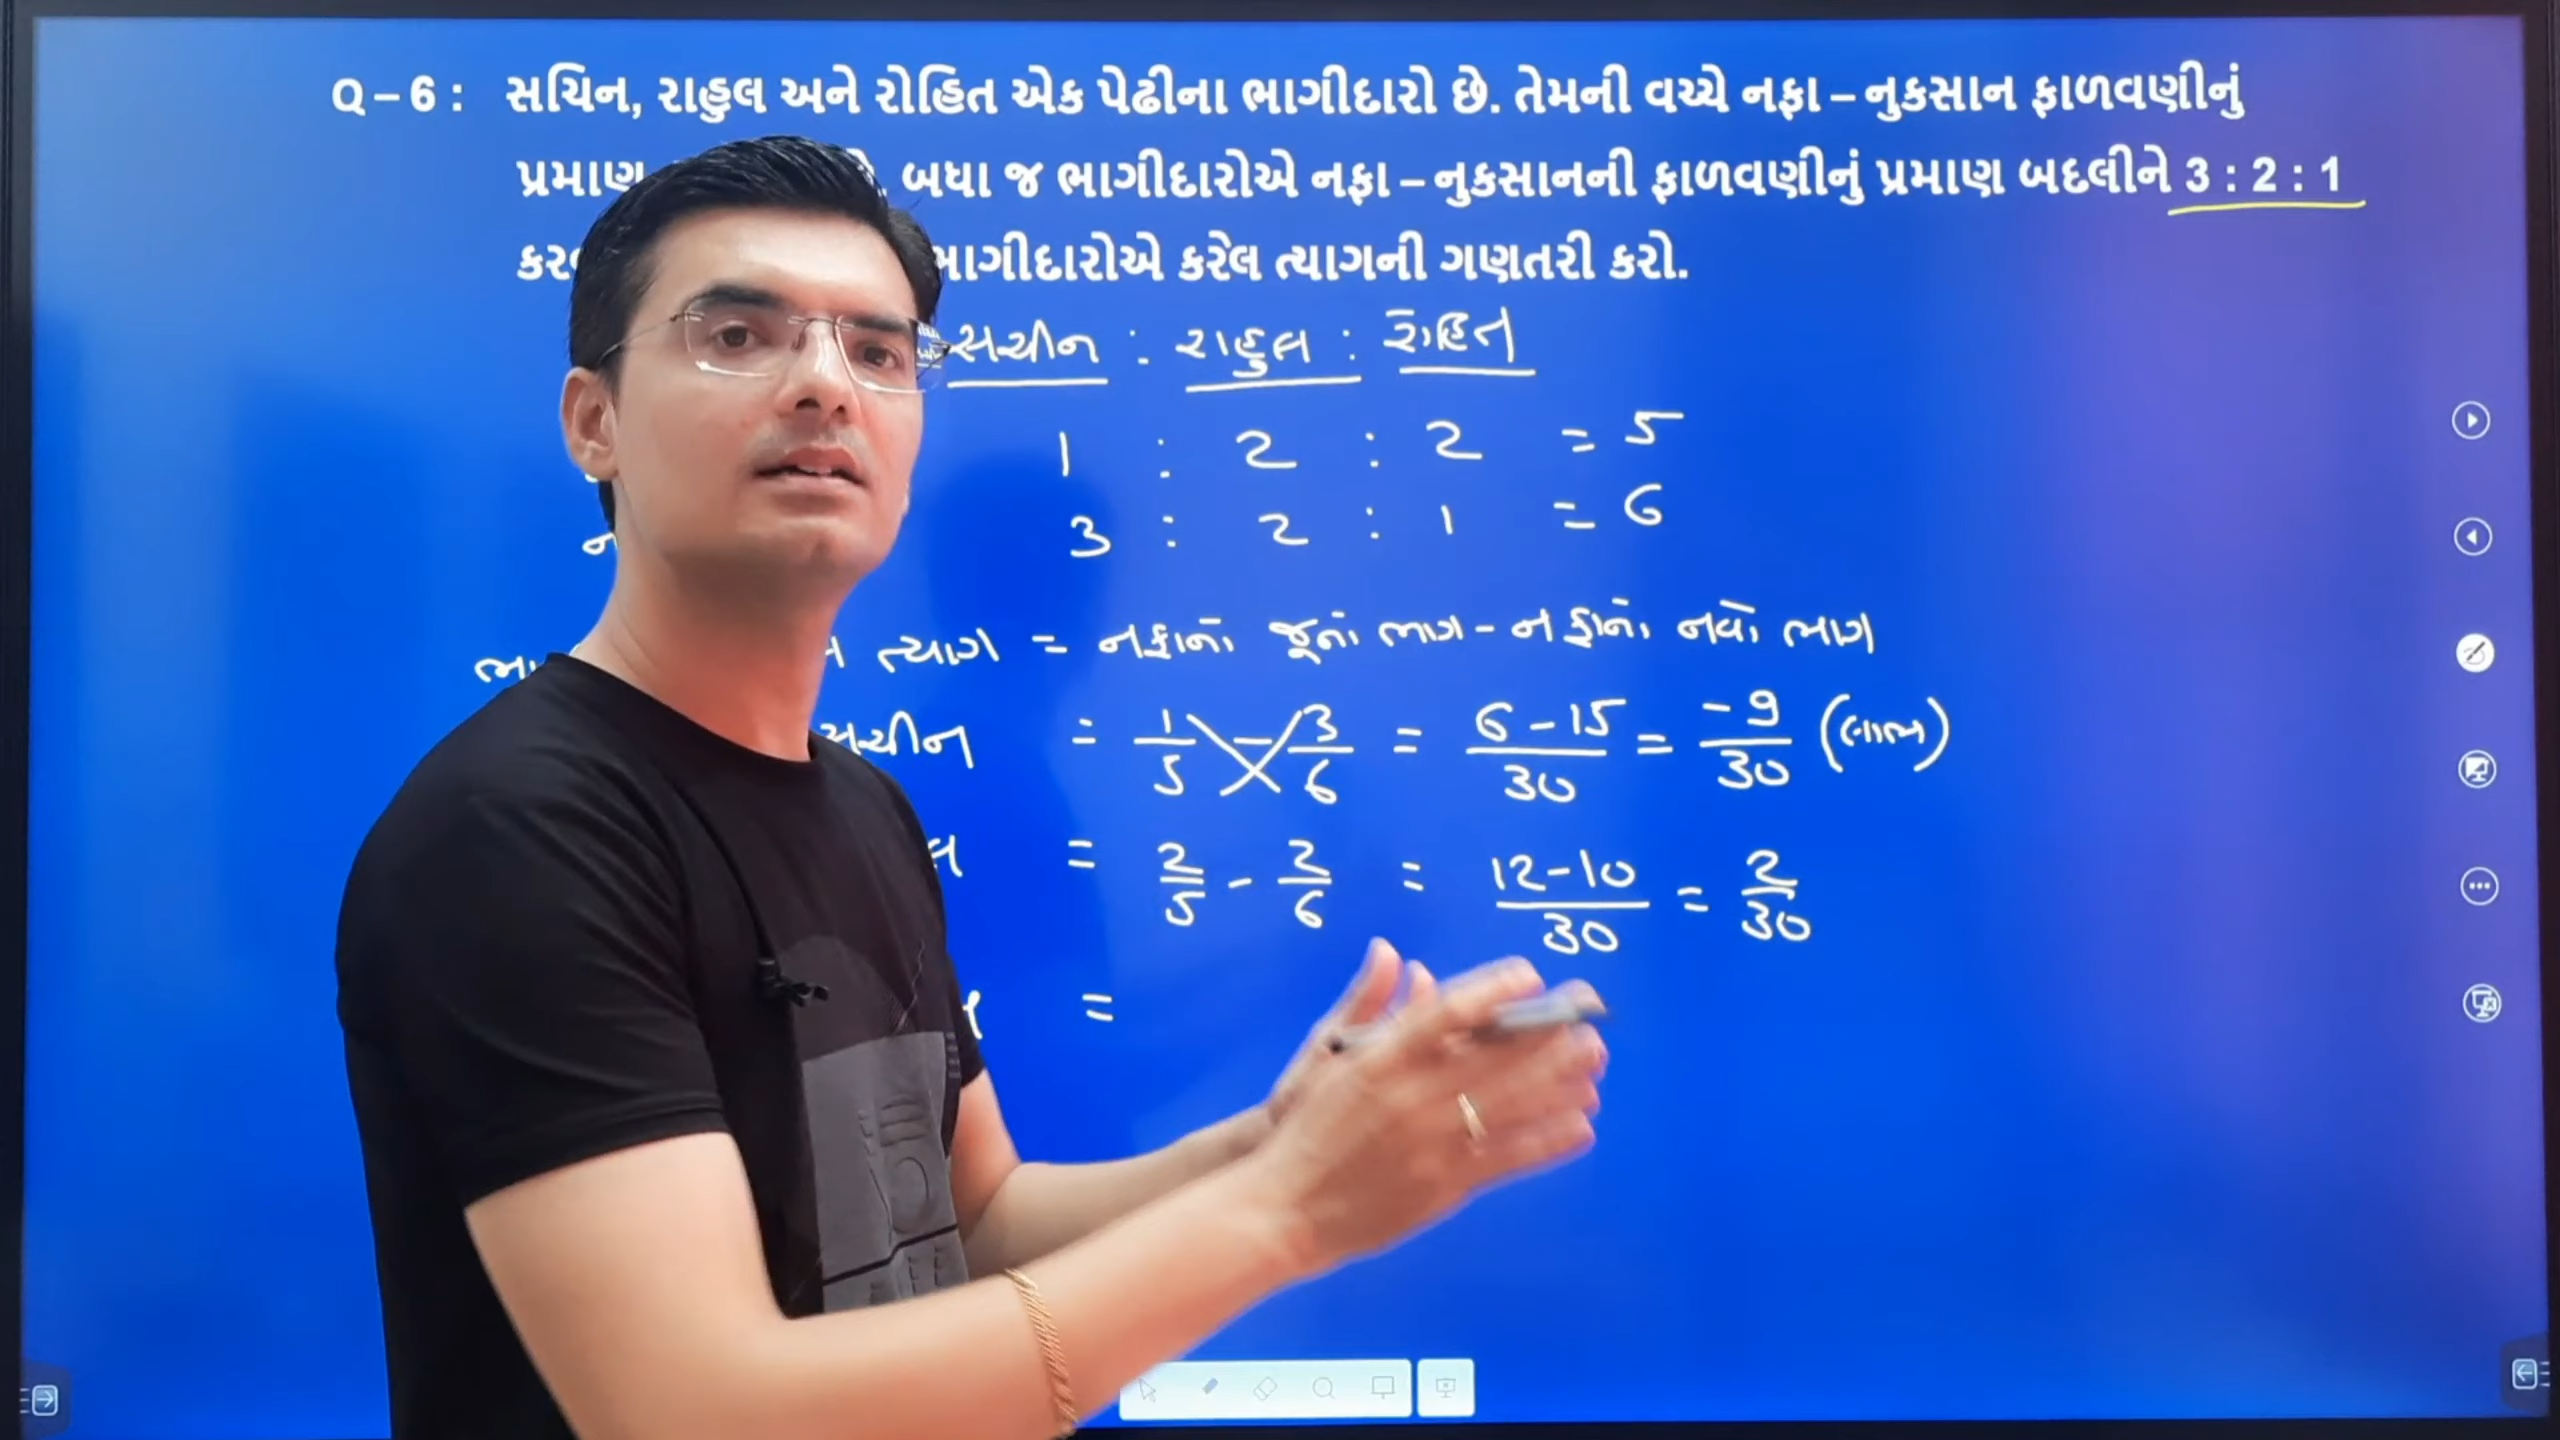 Q – 6 : સચિન, રાહુલ અને રોહિત એક પેઢીના ભાગીદારો છે. તેમની વચ્ચે નફા – નુકસાન ફાળવણીનું
પ્રમાણ બધા જ ભાગીદારોએ નફા – નુકસાનની ફાળવણીનું પ્રમાણ બદલીને 3 : 2 : 1
ભાગીદારોએ કરેલ ત્યાગની ગણતરી કરો.
સચીન : રાહુલ : રોહિત
1 : 2 : 2 = 5
3 : 2 : 1 = 6
ત્યાગ = નફાનો જૂનો ભાગ - નફાનો નવો ભાગ
સચીન = 1/5 - 3/6 = 6-15/30 = -9/30 (લાભ)
= 2/5 - 2/6 = 12-10/30 = 2/30
=